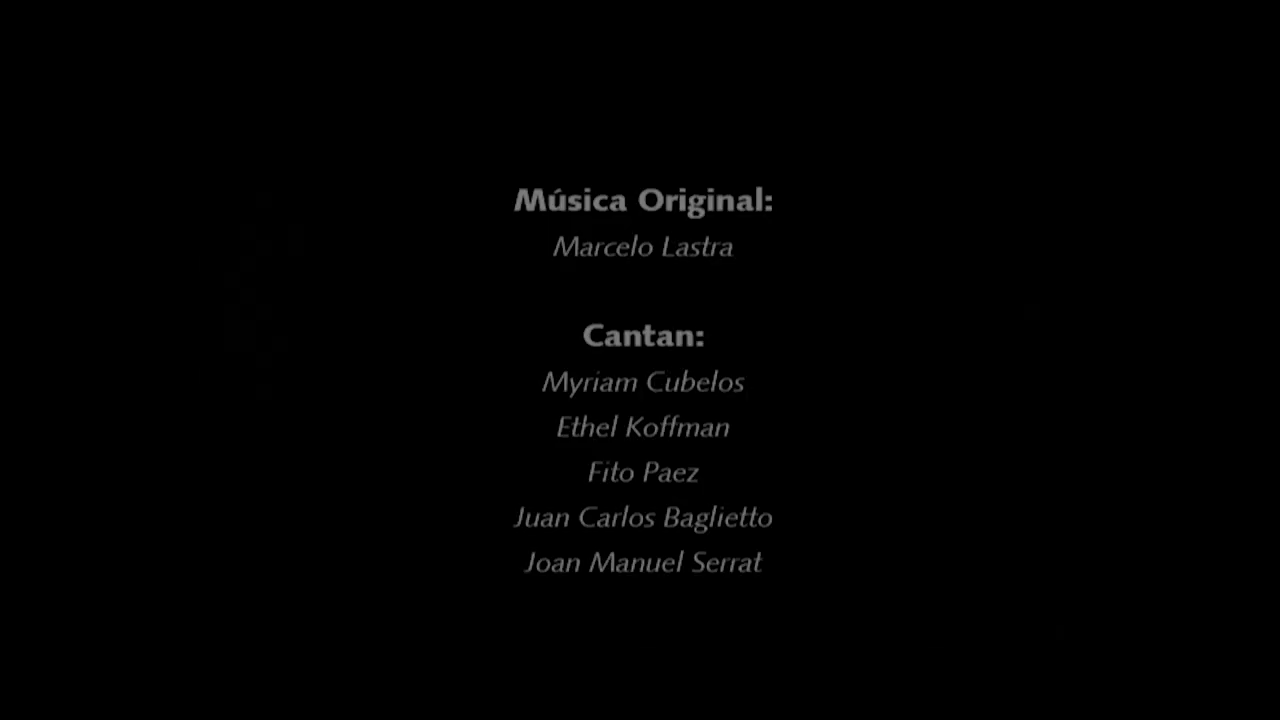 Música Original:
Marcelo Lastra
Cantan:
Myriam Cubelos
Ethel Koffman
Fito Paez
Juan Carlos Baglietto
Joan Manuel Serrat